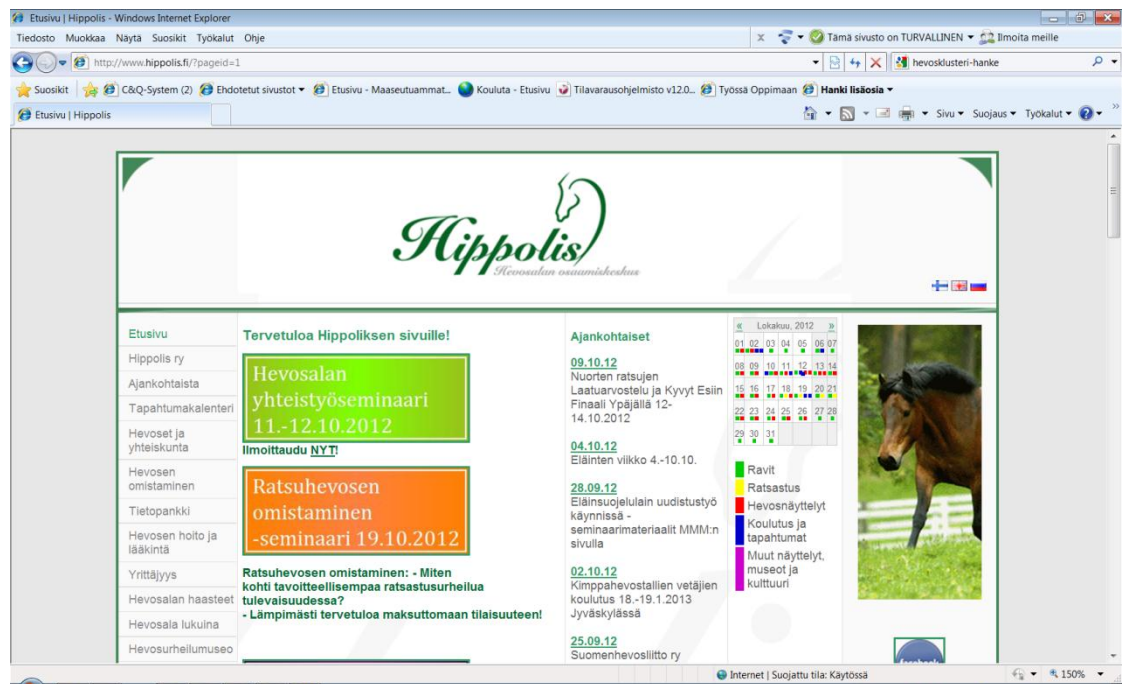 Etusivu | Hippolis - Windows Internet Explorer
Tiedosto Muokkaa Näytä Suosikit Työkalut Ohje
x Tämä sivusto on TURVALLINEN Ilmoita meille
http://www.hippolis.fi/?pageid=1
hevosklusteri-hanke
Suosikit C&Q-System (2) Ehdotetut sivustot Etusivu - Maaseutuammat... Kouluta - Etusivu Tilavarausohjelmisto v12.0... Työssä Oppimaan Hanki lisäosia
Etusivu | Hippolis
Sivu Suojaus Työkalut
Hippolis
Hevosalan osaamiskeskus
Etusivu
Hippolis ry
Ajankohtaista
Tapahtumakalenteri
Hevoset ja
yhteiskunta
Hevosen
omistaminen
Tietopankki
Hevosen hoito ja
lääkintä
Yrittäjyys
Hevosalan haasteet
Hevosala lukuina
Hevosurheilumuseo
Tervetuloa Hippoliksen sivuille!
Hevosalan
yhteistyöseminaari
11.-12.10.2012
Ilmoittaudu NYT!
Ratsuhevosen
omistaminen
-seminaari 19.10.2012
Ratsuhevosen omistaminen: - Miten
kohti tavoitteellisempaa ratsastusurheilua
tulevaisuudessa?
- Lämpimästi tervetuloa maksuttomaan tilaisuuteen!
Ajankohtaiset
09.10.12
Nuorten ratsujen
Laatuarvostelu ja Kyvyt Esiin
Finaali Ypäjällä 12-
14.10.2012
04.10.12
Eläinten viikko 4.-10.10.
28.09.12
Eläinsuojelulain uudistustyö
käynnissä -
seminaarimateriaalit MMM:n
sivulla
02.10.12
Kimppahevostallien vetäjien
koulutus 18.-19.1.2013
Jyväskylässä
25.09.12
Suomenhevosliitto ry
« Lokakuu, 2012 »
01 02 03 04 05 06 07
08 09 10 11 12 13 14
15 16 17 18 19 20 21
22 23 24 25 26 27 28
29 30 31
Ravit
Ratsastus
Hevosnäyttelyt
Koulutus ja
tapahtumat
Muut näyttelyt,
museot ja
kulttuuri
facebook
Internet | Suojattu tila: Käytössä
150%